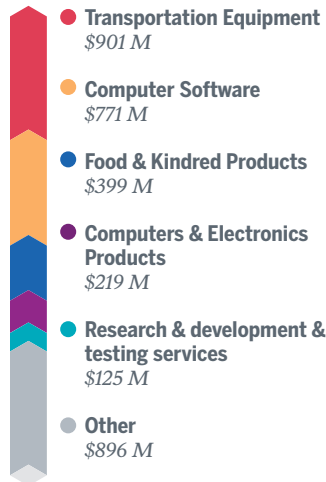 Transportation Equipment
$901 M
Computer Software
$771 M
Food & Kindred Products
$399 M
Computers & Electronics
Products
$219 M
Research & development &
testing services
$125 M
Other
$896 M